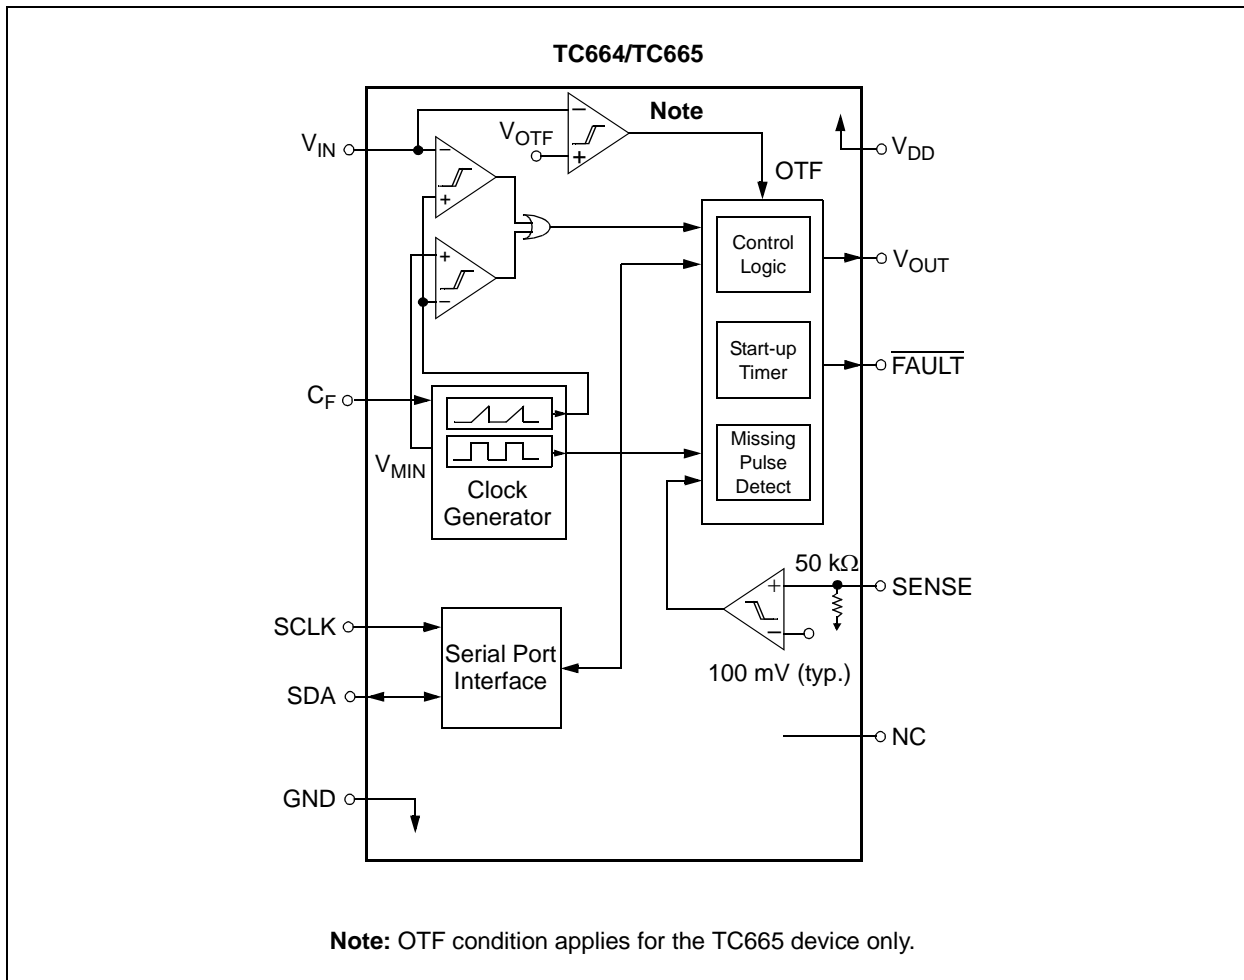 TC664/TC665
Note
VIN
VOTF
−
+
VDD
OTF
−
+
Control
Logic
VOUT
+
−
Start-up
Timer
FAULT
CF
VMIN
Missing
Pulse
Detect
Clock
Generator
50 kΩ
SENSE
+
−
SCLK
Serial Port
Interface
100 mV (typ.)
SDA
NC
GND
Note: OTF condition applies for the TC665 device only.